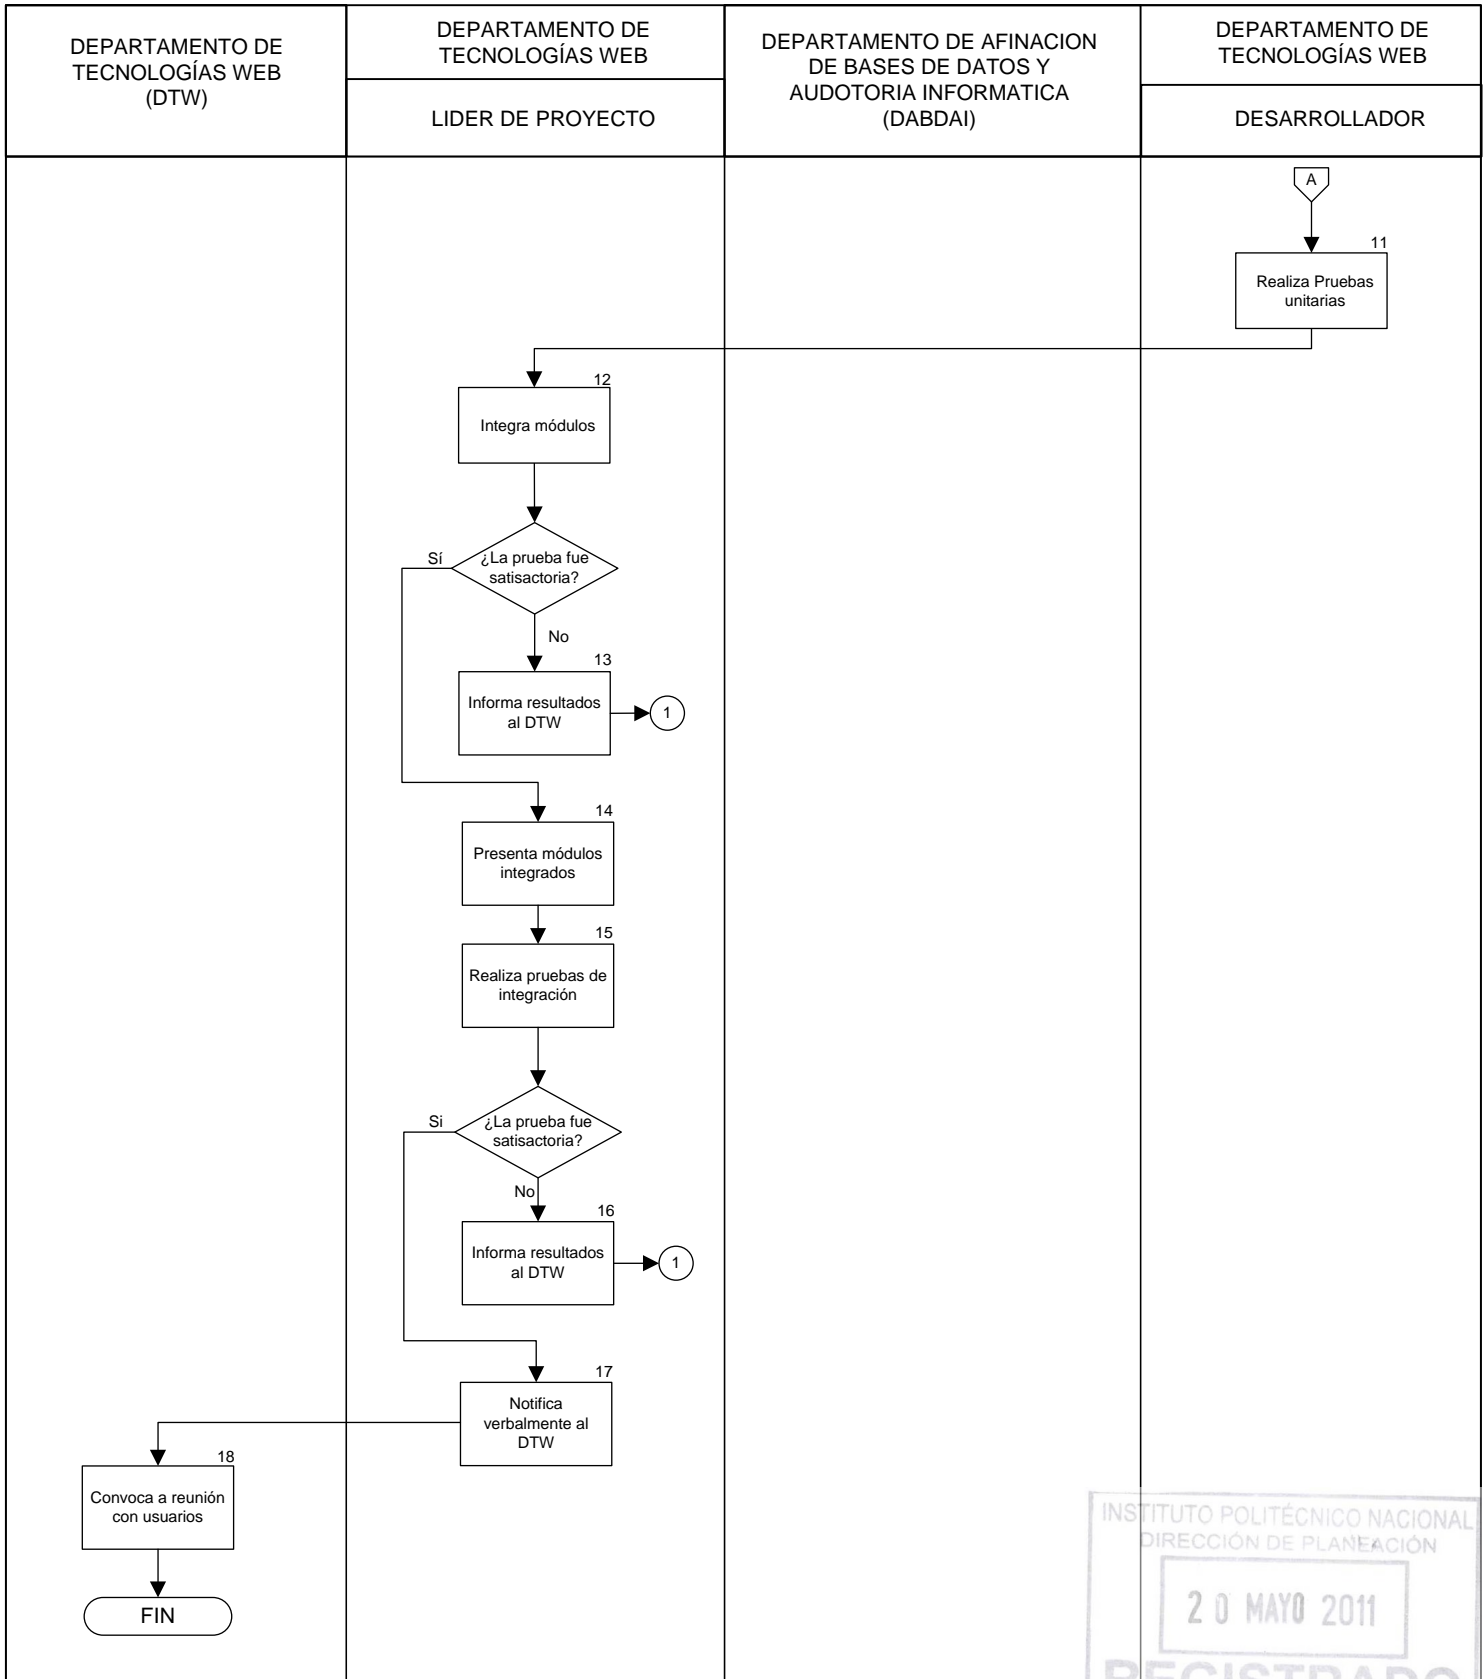 DEPARTAMENTO DE
TECNOLOGÍAS WEB
(DTW)
DEPARTAMENTO DE
TECNOLOGÍAS WEB
LIDER DE PROYECTO
DEPARTAMENTO DE AFINACION
DE BASES DE DATOS Y
AUDOTORIA INFORMATICA
(DABDAI)
DEPARTAMENTO DE
TECNOLOGÍAS WEB
DESARROLLADOR
A
11
Realiza Pruebas
unitarias
12
Integra módulos
Sí
¿La prueba fue
satisactoria?
No
13
Informa resultados
al DTW
1
14
Presenta módulos
integrados
15
Realiza pruebas de
integración
Si
¿La prueba fue
satisactoria?
No
16
Informa resultados
al DTW
1
17
Notifica
verbalmente al
DTW
18
Convoca a reunión
con usuarios
FIN
INSTITUTO POLITÉCNICO NACIONAL
DIRECCIÓN DE PLANEACIÓN
20 MAYO 2011
REGISTRADO